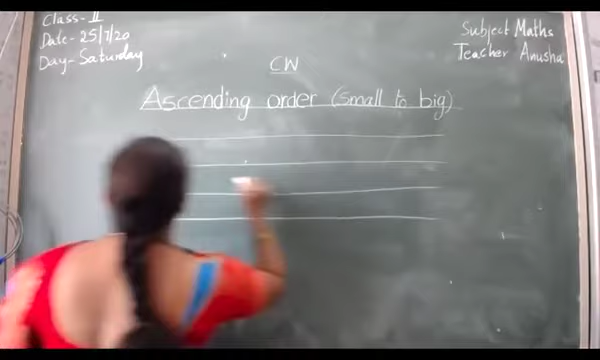 Class-II
Date- 25/7/20
Day- Saturday
Subject Maths
Teacher Anusha
CW
Ascending order (small to big)